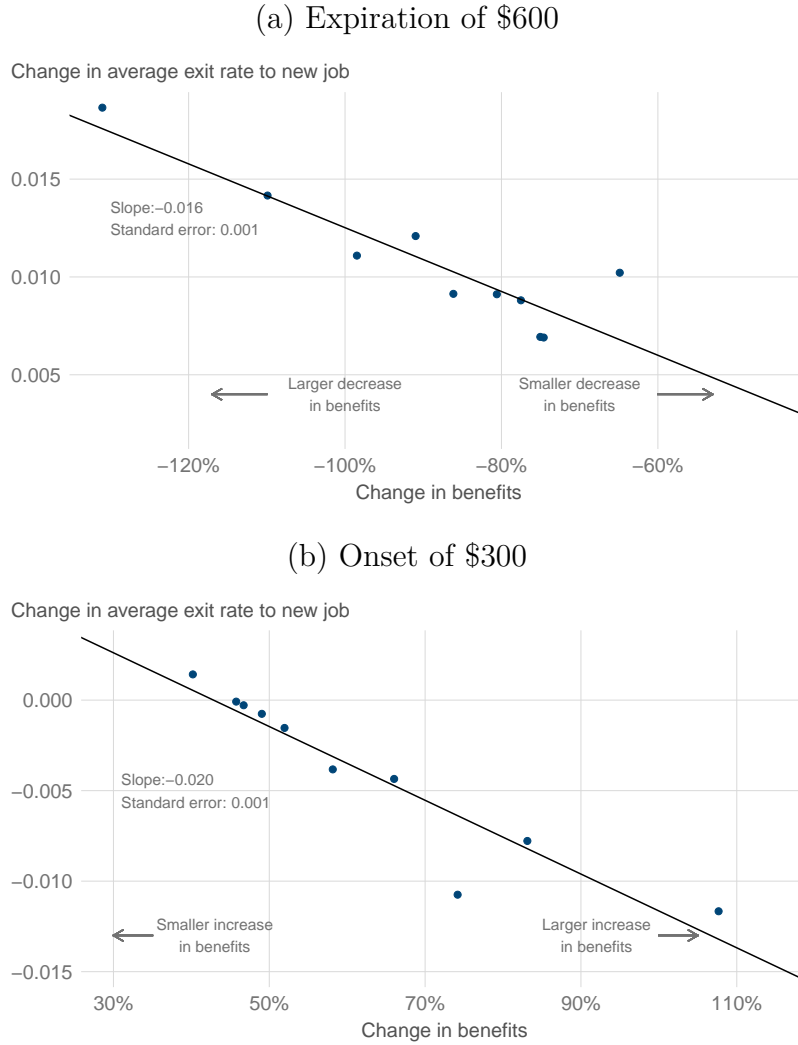 (a) Expiration of $600
Change in average exit rate to new job
0.015
Slope:−0.016
Standard error: 0.001
0.010
0.005
Larger decrease
in benefits
Smaller decrease
in benefits
−120%
−100%
−80%
−60%
Change in benefits
(b) Onset of $300
Change in average exit rate to new job
0.000
Slope:−0.020
−0.005
Standard error: 0.001
−0.010
Smaller increase
in benefits
Larger increase
in benefits
−0.015
30%
50%
70%
90%
110%
Change in benefits